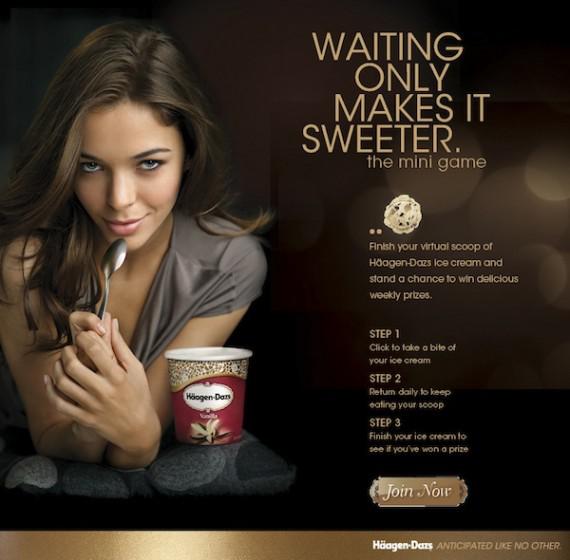 WAITING
ONLY
MAKES IT
SWEETER.
the mini game
Finish your virtual scoop of
Häagen-Dazs ice cream and
stand a chance to win delicious
weekly prizes.
STEP 1
Click to take a bite of
your ice cream
STEP 2
Return daily to keep
eating your scoop
STEP 3
Finish your ice cream to
see if you've won a prize
Join Now
Häagen-Dazs
Vanilla
Häagen-Dazs ANTICIPATED LIKE NO OTHER.